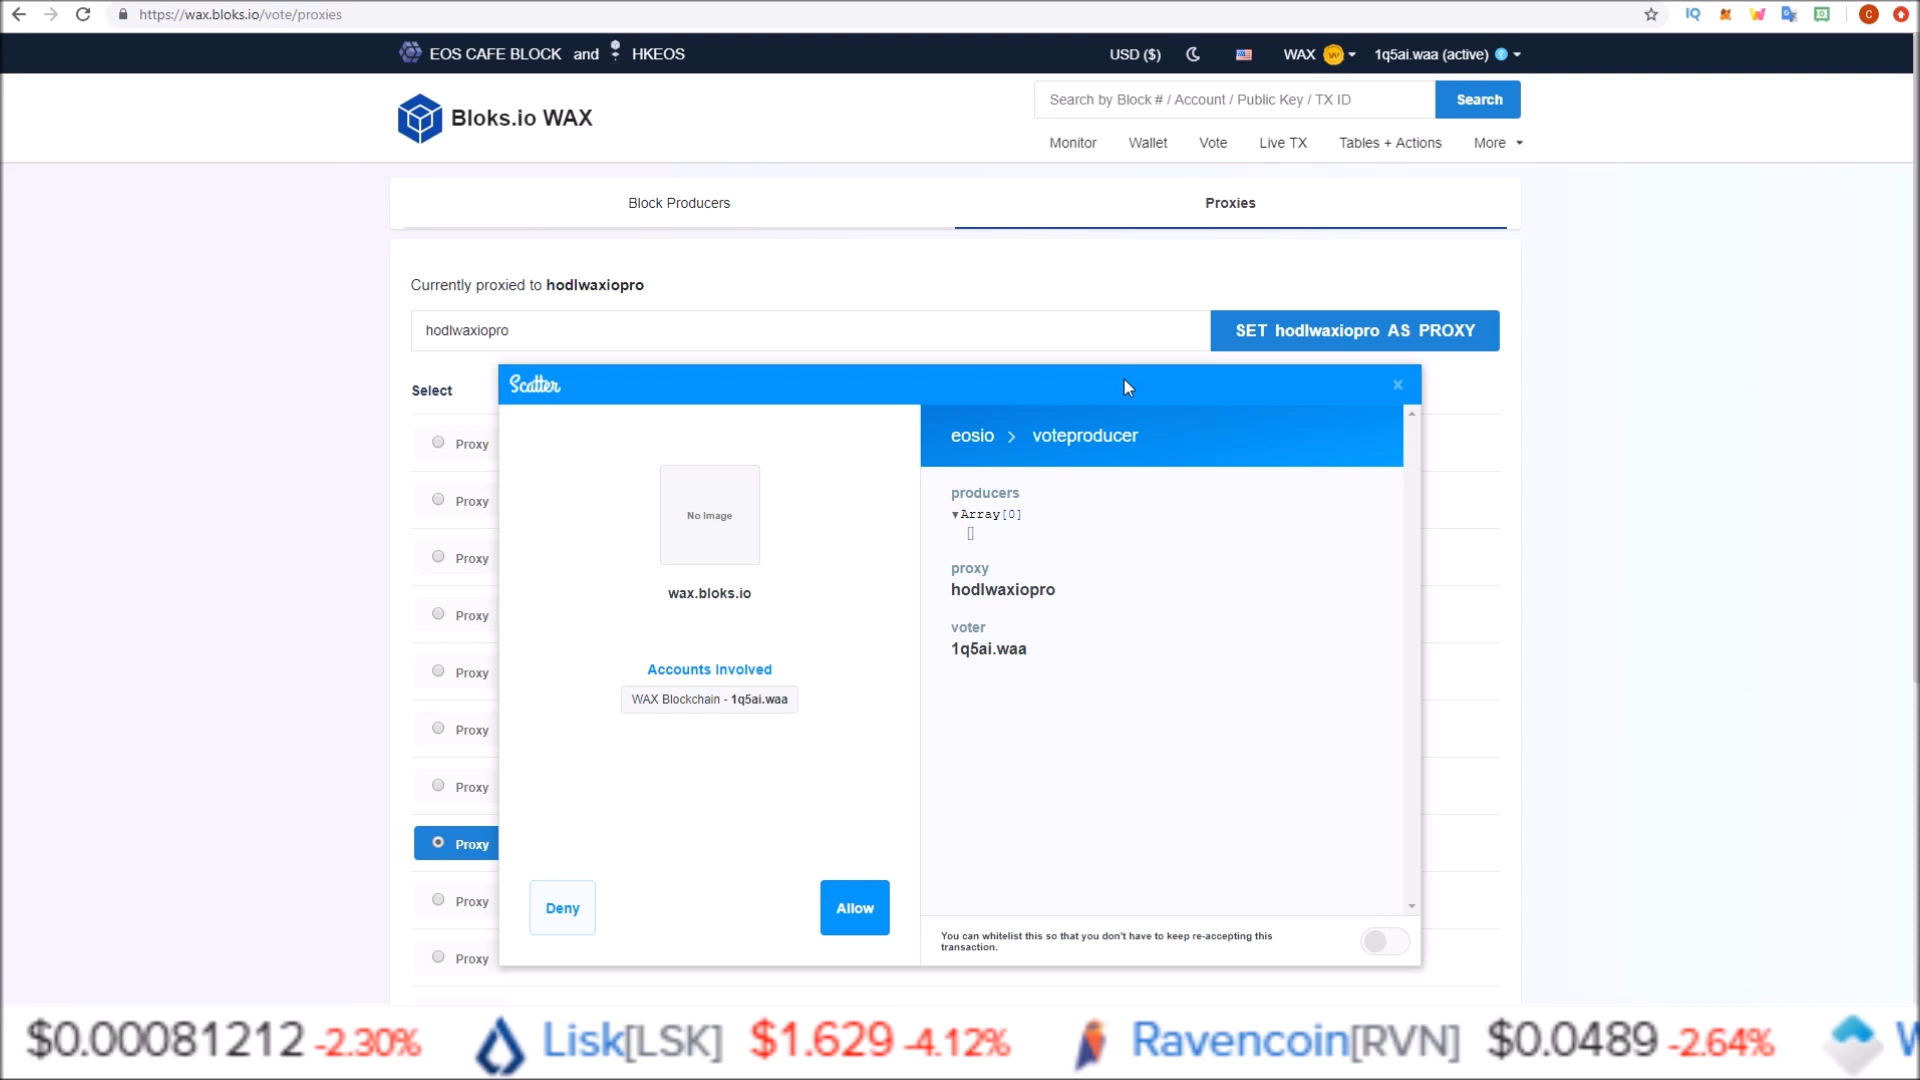 https://wax.bloks.io/vote/proxies
IQ
C
EOS CAFE BLOCK and HKEOS
USD ($)
WAX
1q5ai.waa (active)
Bloks.io WAX
Search by Block # / Account / Public Key / TX ID
Search
Monitor Wallet Vote Live TX Tables + Actions More
Block Producers
Proxies
Currently proxied to hodlwaxiopro
hodlwaxiopro
SET hodlwaxiopro AS PROXY
Select
Proxy
Proxy
Proxy
Proxy
Proxy
Proxy
Proxy
Proxy
Proxy
Proxy
Scatter
×
No Image
wax.bloks.io
Accounts Involved
WAX Blockchain - 1q5ai.waa
Deny
Allow
eosio > voteproducer
producers
▼Array[0]
[]
proxy
hodlwaxiopro
voter
1q5ai.waa
You can whitelist this so that you don't have to keep re-accepting this
transaction.
$0.00081212 -2.30% Lisk[LSK] $1.629 -4.12% Ravencoin[RVN] $0.0489 -2.64%